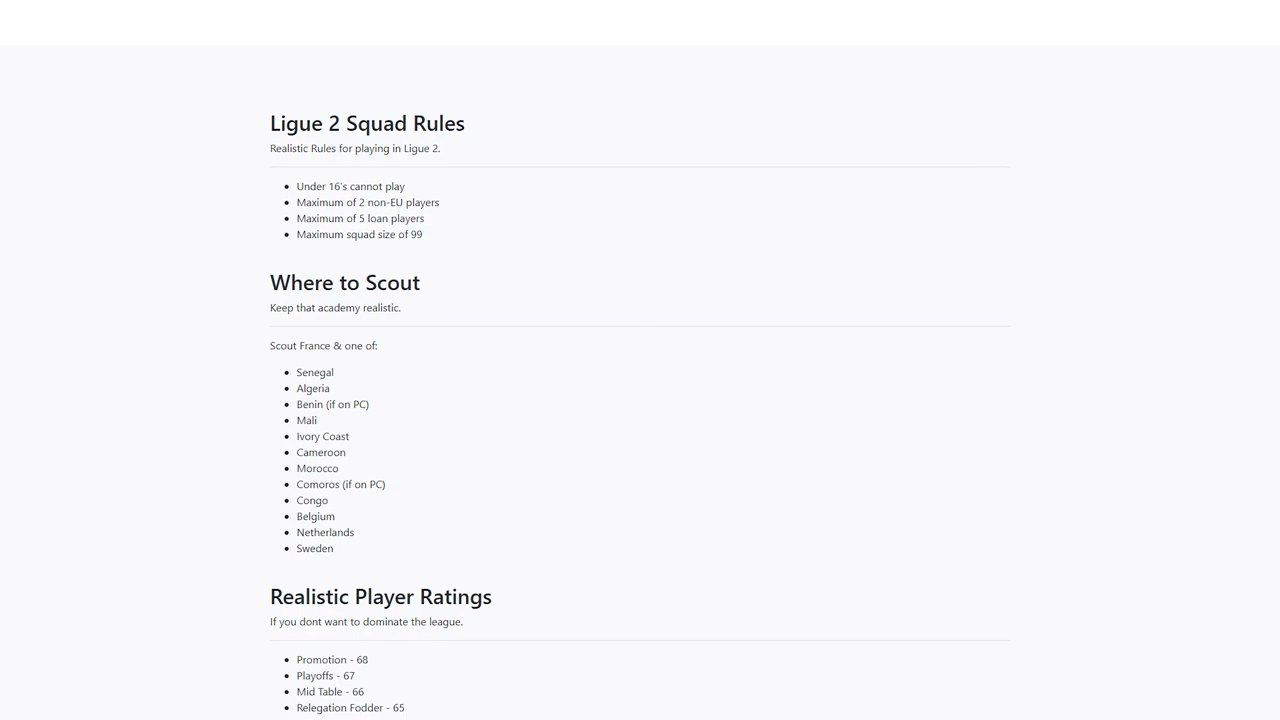 Ligue 2 Squad Rules
Realistic Rules for playing in Ligue 2.
Under 16's cannot play
Maximum of 2 non-EU players
Maximum of 5 loan players
Maximum squad size of 99
Where to Scout
Keep that academy realistic.
Scout France & one of:
Senegal
Algeria
Benin (if on PC)
Mali
Ivory Coast
Cameroon
Morocco
Comoros (if on PC)
Congo
Belgium
Netherlands
Sweden
Realistic Player Ratings
If you dont want to dominate the league.
Promotion - 68
Playoffs - 67
Mid Table - 66
Relegation Fodder - 65